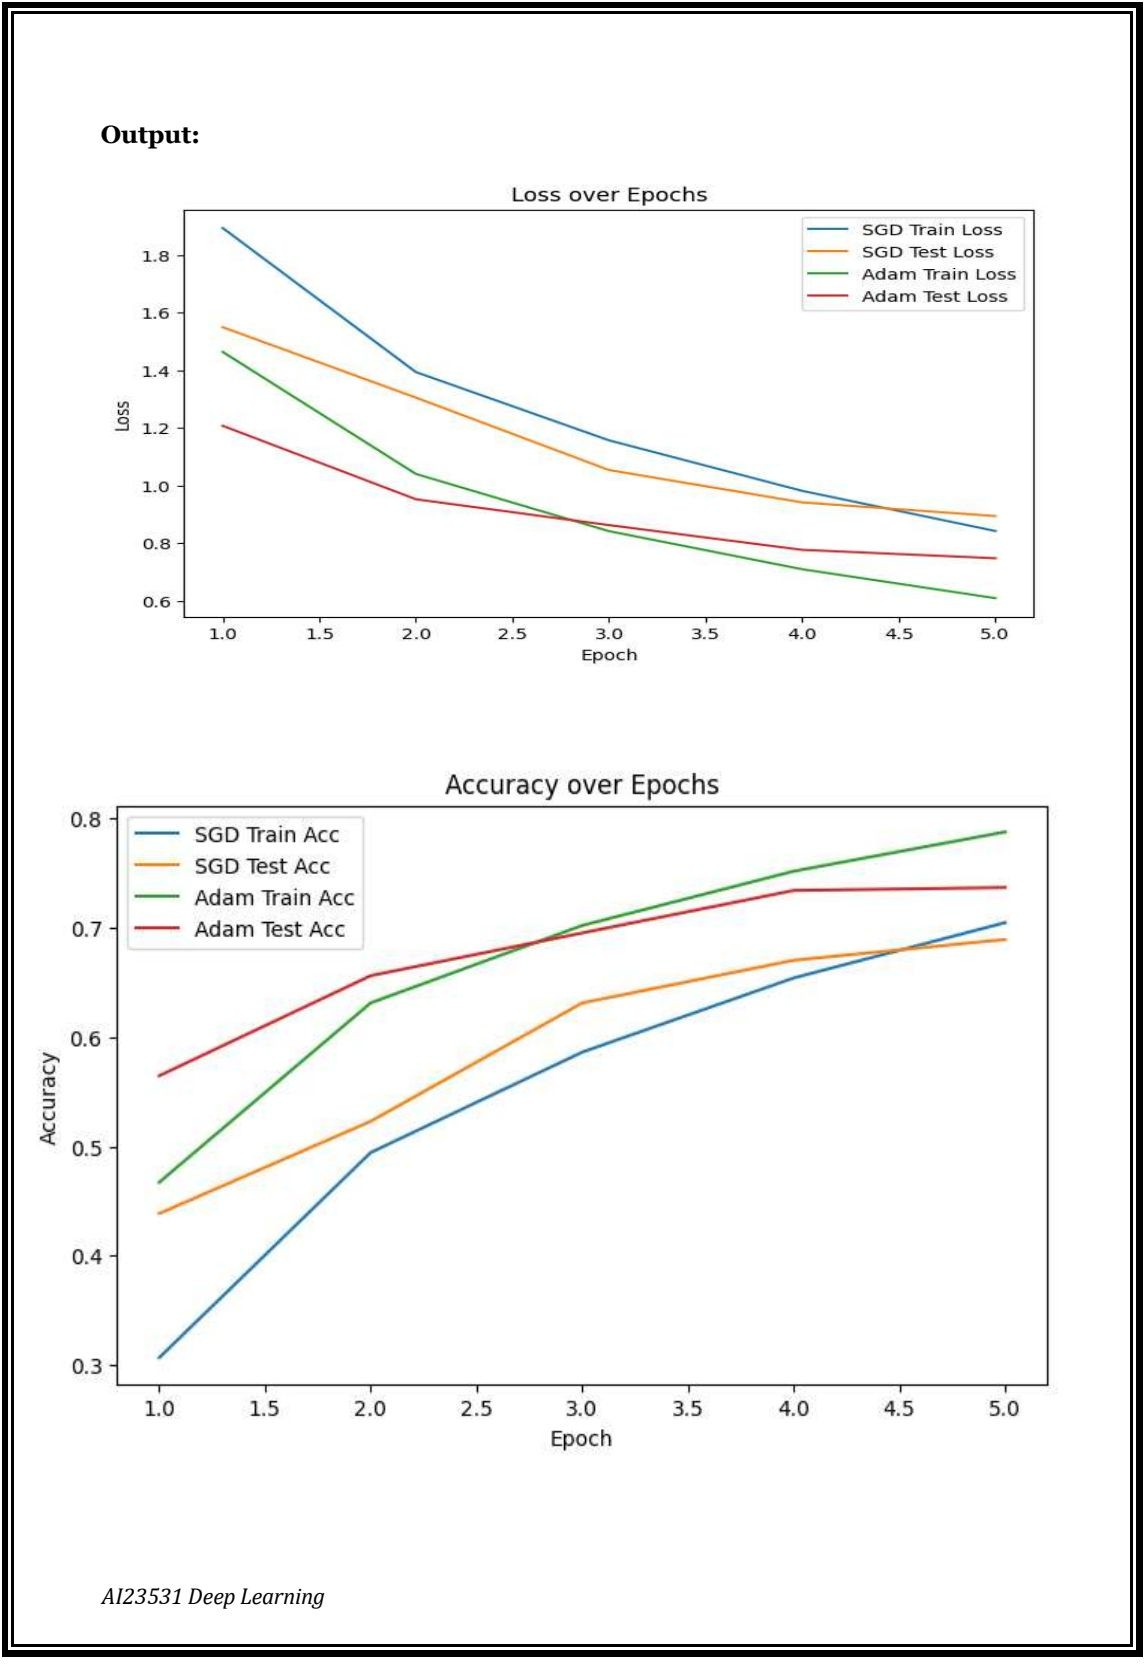 Output:
Loss over Epochs
SGD Train Loss
SGD Test Loss
Adam Train Loss
Adam Test Loss
1.8
1.6
1.4
1.2
1.0
0.8
0.6
Loss
1.0 1.5 2.0 2.5 3.0 3.5 4.0 4.5 5.0
Epoch
Accuracy over Epochs
SGD Train Acc
SGD Test Acc
Adam Train Acc
Adam Test Acc
0.8
0.7
0.6
0.5
0.4
0.3
Accuracy
1.0 1.5 2.0 2.5 3.0 3.5 4.0 4.5 5.0
Epoch
AI23531 Deep Learning